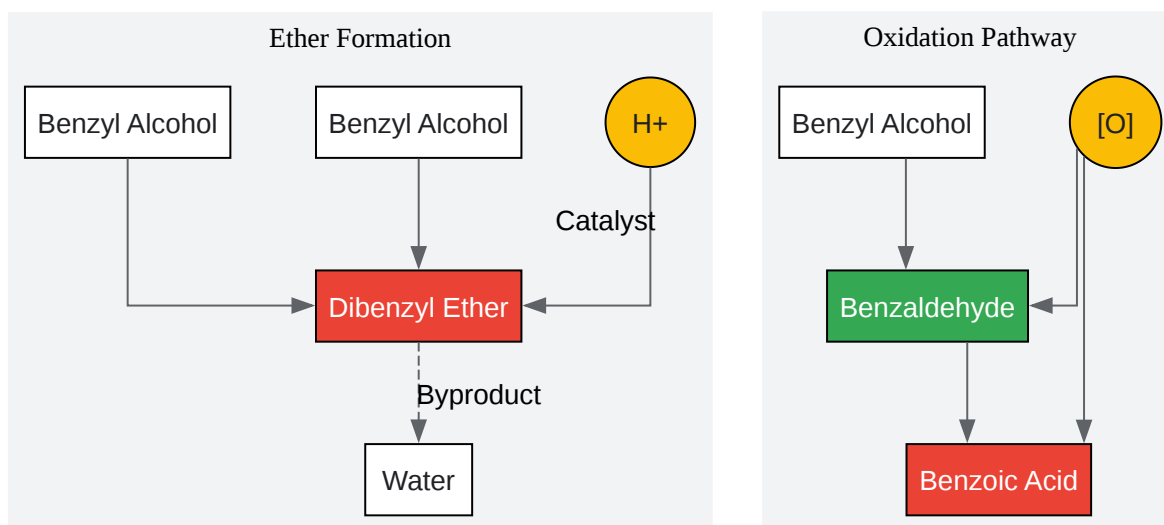 Ether Formation
Benzyl Alcohol
Benzyl Alcohol
H+
Catalyst
Dibenzyl Ether
Byproduct
Water
Oxidation Pathway
Benzyl Alcohol
[O]
Benzaldehyde
Benzoic Acid